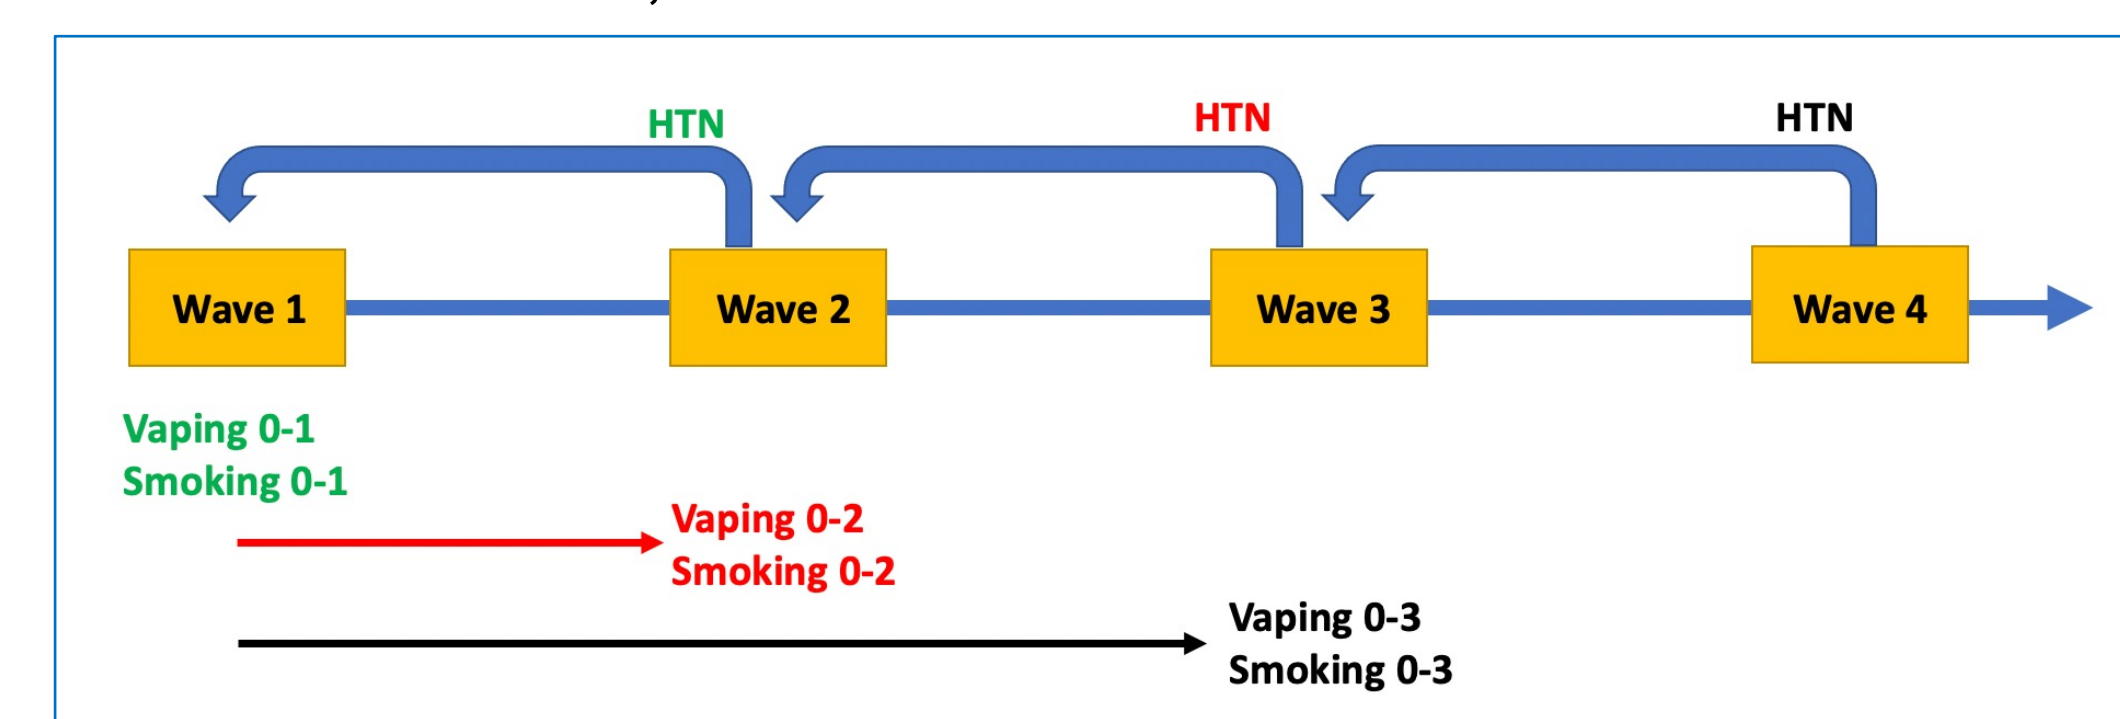 HTN
HTN
HTN
Wave 1
Wave 2
Wave 3
Wave 4
Vaping 0-1
Smoking 0-1
Vaping 0-2
Smoking 0-2
Vaping 0-3
Smoking 0-3